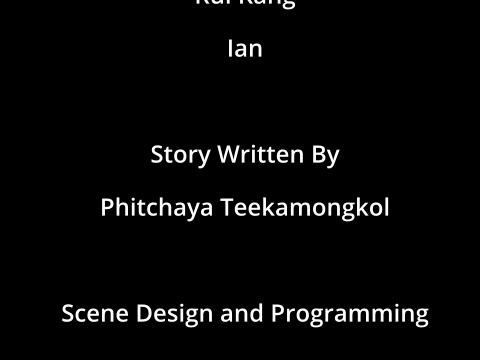 Ian
Story Written By
Phitchaya Teekamongkol
Scene Design and Programming